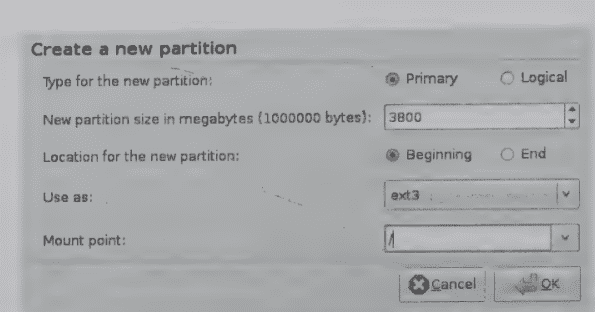 Create a new partition
Type for the new partition: Primary Logical
New partition size in megabytes (1000000 bytes): 3800
Location for the new partition: Beginning End
Use as: ext3
Mount point: /
Cancel OK